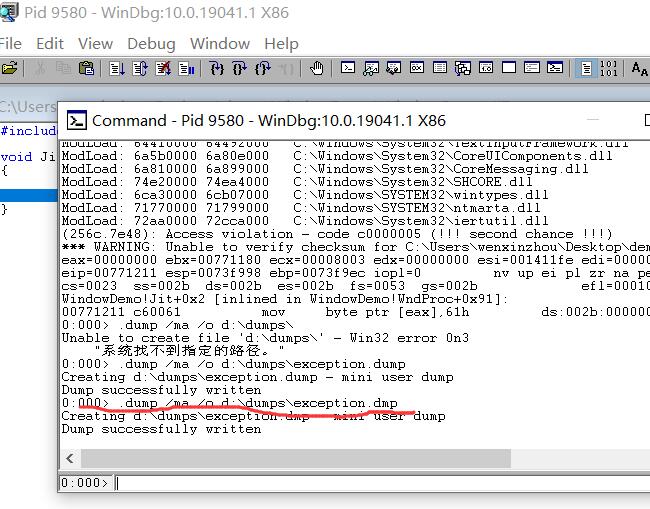 Pid 9580 - WinDbg:10.0.19041.1 X86
File Edit View Debug Window Help
101
101
AA
C:\Users
#include
void Ji
{
}
Command - Pid 9580 - WinDbg:10.0.19041.1 X86
ModLoad: 64410000 64492000 C:\Windows\System32\TextInputFramework.dll
ModLoad: 6a5b0000 6a80e000 C:\Windows\System32\CoreUIComponents.dll
ModLoad: 6a810000 6a899000 C:\Windows\System32\CoreMessaging.dll
ModLoad: 74e20000 74ea4000 C:\Windows\System32\SHCORE.dll
ModLoad: 6ca30000 6cb07000 C:\Windows\SYSTEM32\wintypes.dll
ModLoad: 71770000 71799000 C:\Windows\SYSTEM32\ntmarta.dll
ModLoad: 72aa0000 72cca000 C:\Windows\System32\iertutil.dll
(256c.7e48): Access violation - code c0000005 (!!! second chance !!!)
*** WARNING: Unable to verify checksum for C:\Users\wenxinzhou\Desktop\dem
eax=00000000 ebx=00771180 ecx=00008003 edx=00000000 esi=001411fe edi=00000
eip=00771211 esp=0073f998 ebp=0073f9ec iopl=0 nv up ei pl zr na pe
cs=0023 ss=002b ds=002b es=002b fs=0053 gs=002b efl=00010
WindowDemo!Jit+0x2 [inlined in WindowDemo!WndProc+0x91]:
00771211 c60061 mov byte ptr [eax],61h ds:002b:000000
0:000> .dump /ma /o d:\dumps\
Unable to create file 'd:\dumps\' - Win32 error 0n3
"系统找不到指定的路径。"
0:000> .dump /ma /o d:\dumps\exception.dump
Creating d:\dumps\exception.dump - mini user dump
Dump successfully written
0:000> .dump /ma /o d:\dumps\exception.dmp
Creating d:\dumps\exception.dmp - mini user dump
Dump successfully written
0:000>